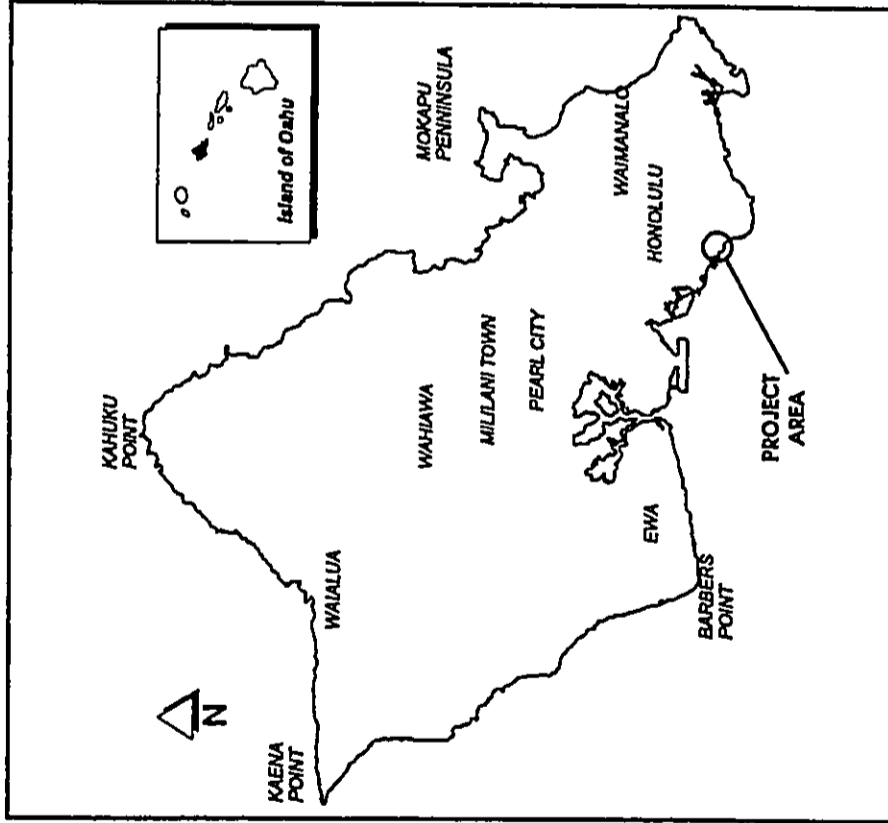 KAHUKU
POINT
Island of Oahu
N
KAENA
POINT
WAIALUA
MOKAPU
PENNINSULA
WAHIAWA
MILILANI TOWN
PEARL CITY
WAIMANALO
HONOLULU
EWA
BARBERS
POINT
PROJECT
AREA